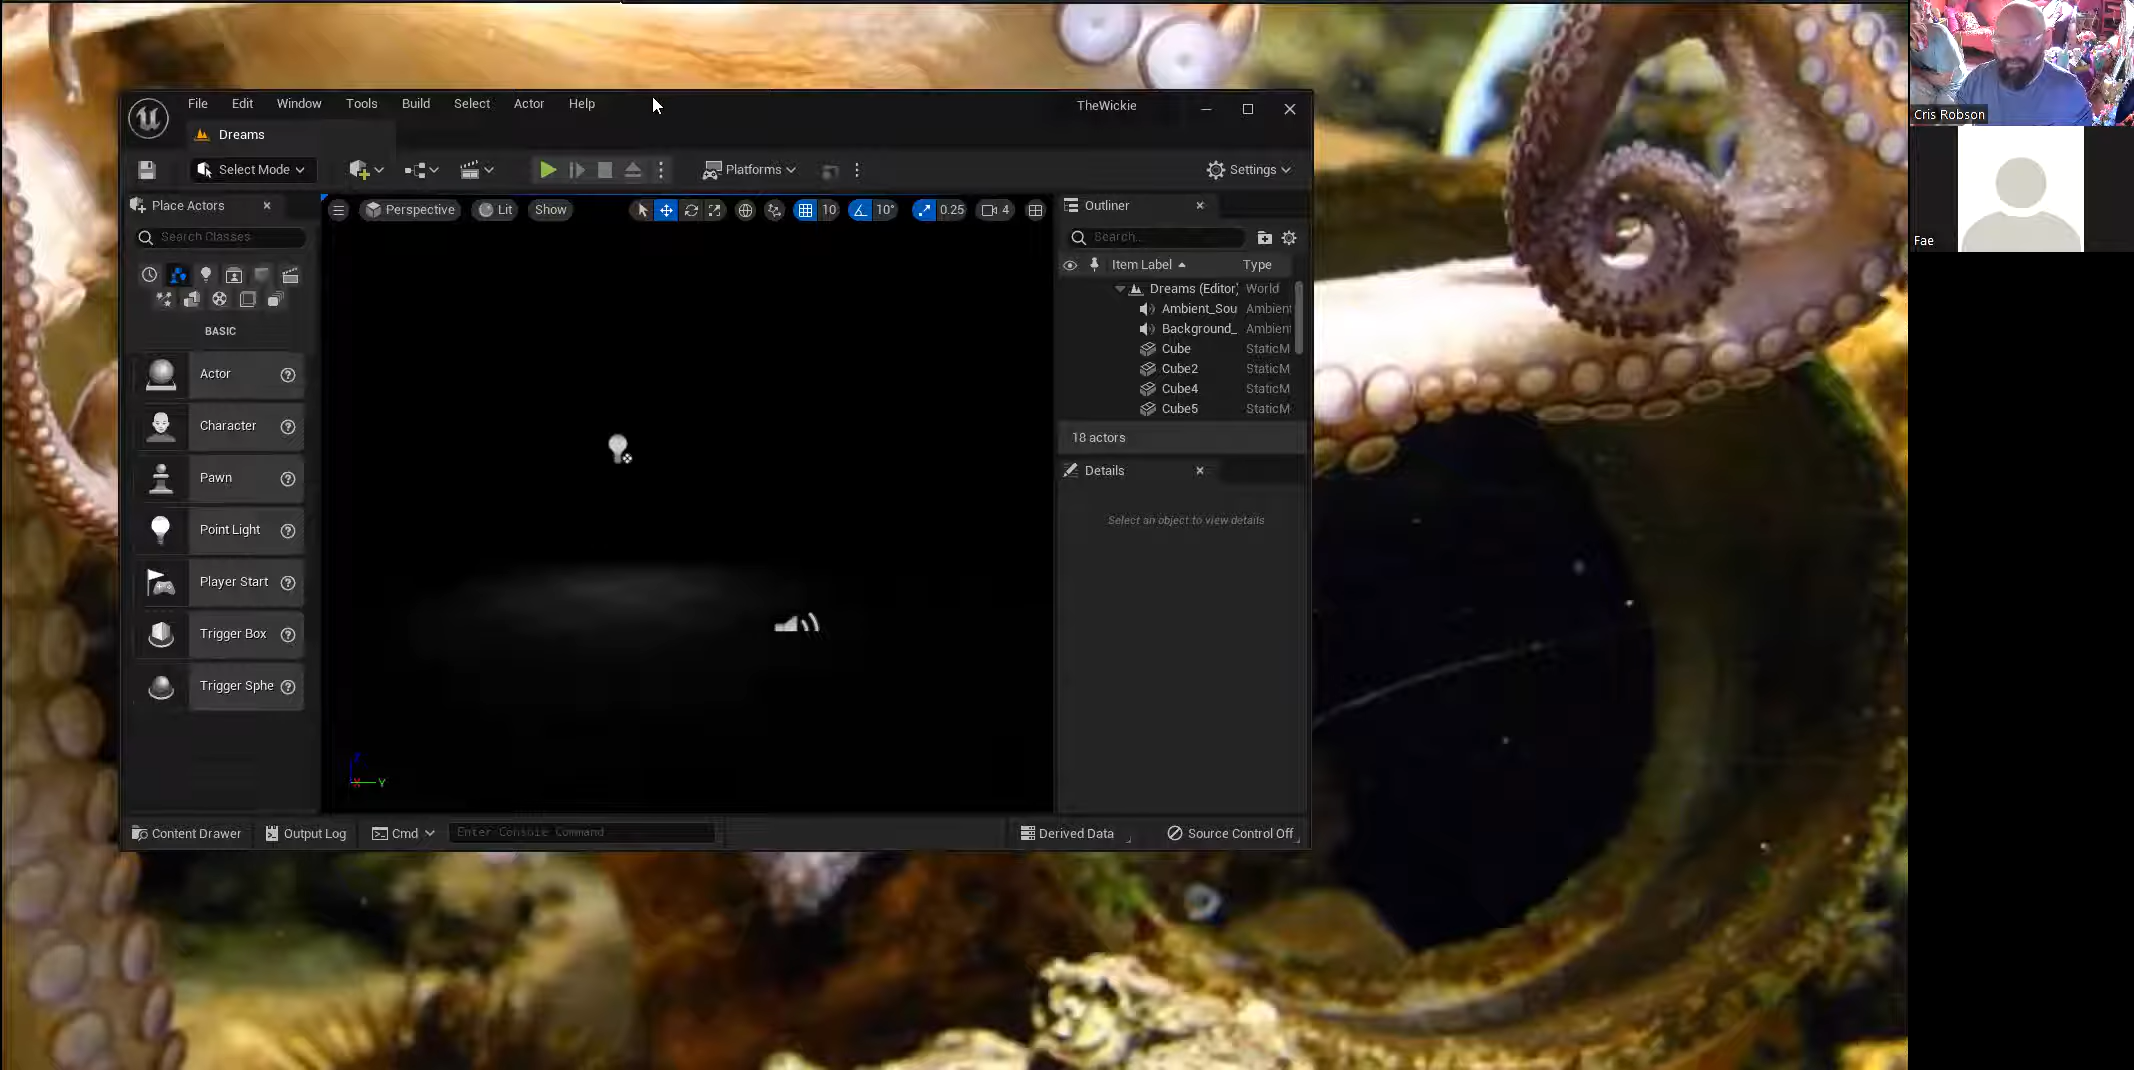 File Edit Window Tools Build Select Actor Help
TheWickie
Dreams
Select Mode
Platforms
Settings
Place Actors
Perspective Lit Show
10 10° 0.25 4
Outliner
Search Classes
Search...
Item Label Type
Dreams (Editor) World
Ambient_Sou Ambient
Background_ Ambient
Cube StaticM
Cube2 StaticM
Cube4 StaticM
Cube5 StaticM
18 actors
Details
Select an object to view details
BASIC
Actor
Character
Pawn
Point Light
Player Start
Trigger Box
Trigger Sphe
Z
X Y
Content Drawer Output Log Cmd Enter Console Command Derived Data Source Control Off
Cris Robson
Fae